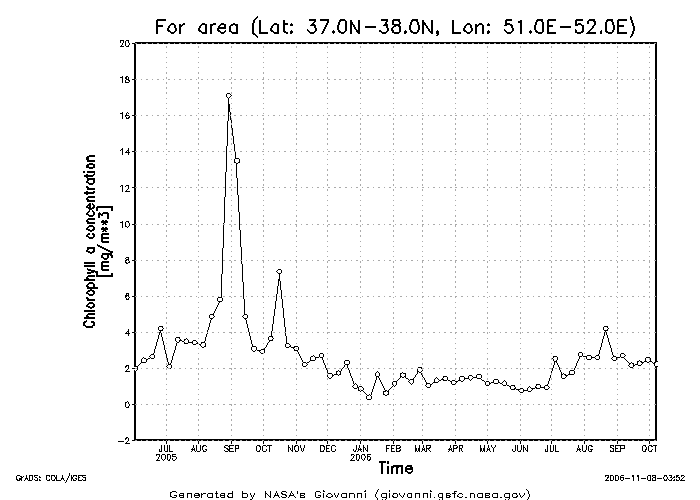 For area (Lat: 37.0N-38.0N, Lon: 51.0E-52.0E)
20
18
16
14
12
10
8
6
4
2
0
-2
Chlorophyll a concentration
[mg/m**3]
JUL AUG SEP OCT NOV DEC JAN FEB MAR APR MAY JUN JUL AUG SEP OCT
2005 2006
Time
GrADS: COLA/IGES
2006-11-08-03:52
Generated by NASA's Giovanni (giovanni.gsfc.nasa.gov)